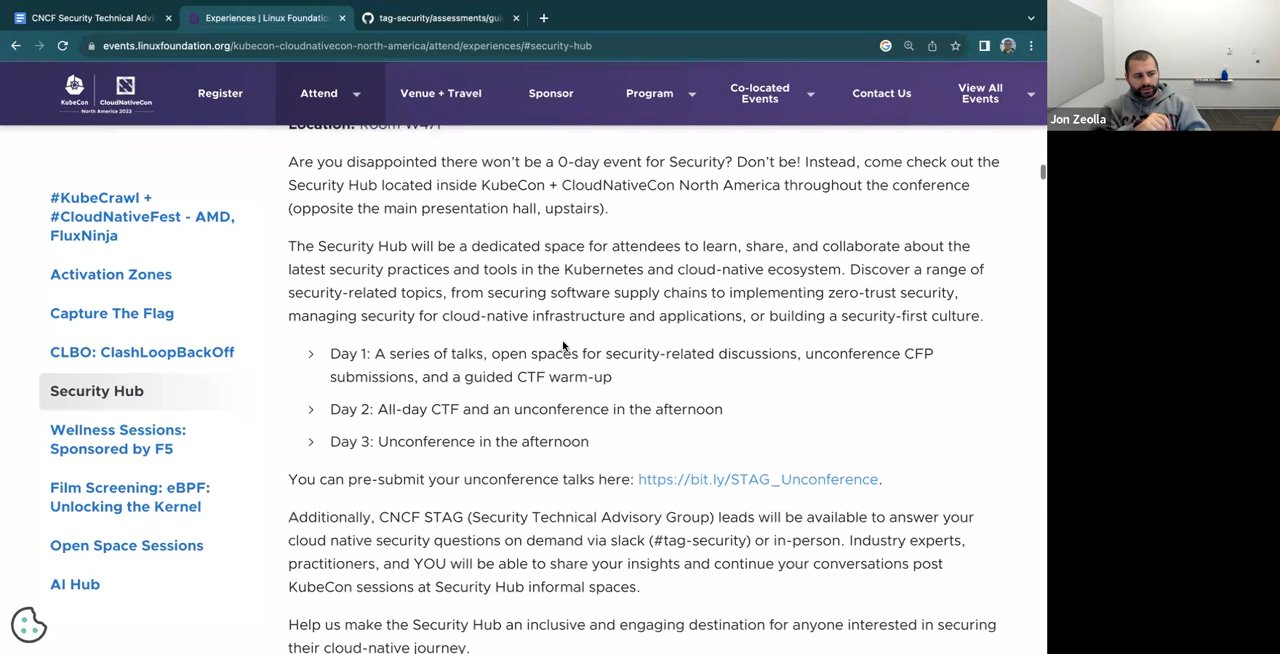 CNCF Security Technical Advi
Experiences | Linux Foundatio
tag-security/assessments/gui
events.linuxfoundation.org/kubecon-cloudnativecon-north-america/attend/experiences/#security-hub
KubeCon
CloudNativeCon
North America 2023
Register
Attend
Venue + Travel
Sponsor
Program
Co-located
Events
Contact Us
View All
Events
Jon Zeolla
#KubeCrawl +
#CloudNativeFest - AMD,
FluxNinja
Activation Zones
Capture The Flag
CLBO: ClashLoopBackOff
Security Hub
Wellness Sessions:
Sponsored by F5
Film Screening: eBPF:
Unlocking the Kernel
Open Space Sessions
AI Hub
Location: Room W471
Are you disappointed there won't be a 0-day event for Security? Don't be! Instead, come check out the
Security Hub located inside KubeCon + CloudNativeCon North America throughout the conference
(opposite the main presentation hall, upstairs).
The Security Hub will be a dedicated space for attendees to learn, share, and collaborate about the
latest security practices and tools in the Kubernetes and cloud-native ecosystem. Discover a range of
security-related topics, from securing software supply chains to implementing zero-trust security,
managing security for cloud-native infrastructure and applications, or building a security-first culture.
Day 1: A series of talks, open spaces for security-related discussions, unconference CFP
submissions, and a guided CTF warm-up
Day 2: All-day CTF and an unconference in the afternoon
Day 3: Unconference in the afternoon
You can pre-submit your unconference talks here: https://bit.ly/STAG_Unconference.
Additionally, CNCF STAG (Security Technical Advisory Group) leads will be available to answer your
cloud native security questions on demand via slack (#tag-security) or in-person. Industry experts,
practitioners, and YOU will be able to share your insights and continue your conversations post
KubeCon sessions at Security Hub informal spaces.
Help us make the Security Hub an inclusive and engaging destination for anyone interested in securing
their cloud-native journey.